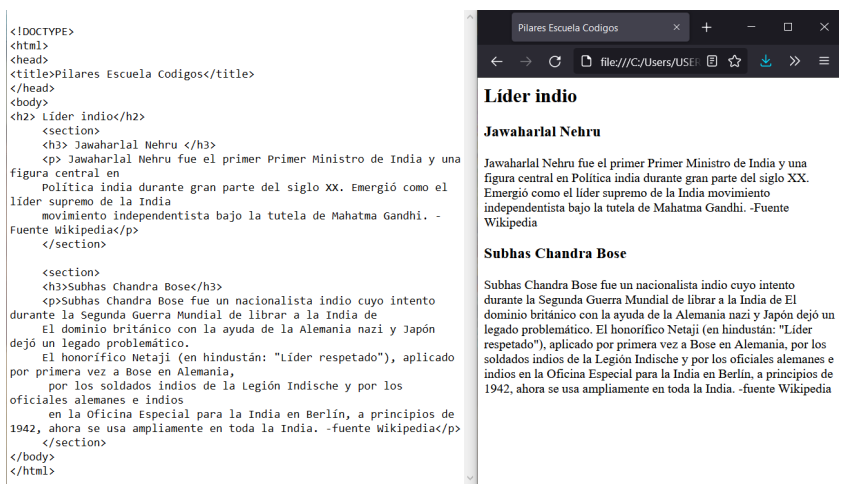 <!DOCTYPE>
<html>
<head>
<title>Pilares Escuela Codigos</title>
</head>
<body>
<h2> Líder indio</h2>
<section>
<h3> Jawaharlal Nehru </h3>
<p> Jawaharlal Nehru fue el primer Primer Ministro de India y una
figura central en
Política india durante gran parte del siglo XX. Emergió como el
líder supremo de la India
movimiento independentista bajo la tutela de Mahatma Gandhi. -
Fuente Wikipedia</p>
</section>
<section>
<h3>Subhas Chandra Bose</h3>
<p>Subhas Chandra Bose fue un nacionalista indio cuyo intento
durante la Segunda Guerra Mundial de librar a la India de
El dominio británico con la ayuda de la Alemania nazi y Japón
dejó un legado problemático.
El honorífico Netaji (en hindustán: "Líder respetado"), aplicado
por primera vez a Bose en Alemania,
por los soldados indios de la Legión Indische y por los
oficiales alemanes e indios
en la Oficina Especial para la India en Berlín, a principios de
1942, ahora se usa ampliamente en toda la India. -fuente Wikipedia</p>
</section>
</body>
</html>
Pilares Escuela Codigos
file:///C:/Users/USER
Líder indio
Jawaharlal Nehru
Jawaharlal Nehru fue el primer Primer Ministro de India y una
figura central en Política india durante gran parte del siglo XX.
Emergió como el líder supremo de la India movimiento
independentista bajo la tutela de Mahatma Gandhi. -Fuente
Wikipedia
Subhas Chandra Bose
Subhas Chandra Bose fue un nacionalista indio cuyo intento
durante la Segunda Guerra Mundial de librar a la India de El
dominio británico con la ayuda de la Alemania nazi y Japón dejó un
legado problemático. El honorífico Netaji (en hindustán: "Líder
respetado"), aplicado por primera vez a Bose en Alemania, por los
soldados indios de la Legión Indische y por los oficiales alemanes e
indios en la Oficina Especial para la India en Berlín, a principios de
1942, ahora se usa ampliamente en toda la India. -fuente Wikipedia